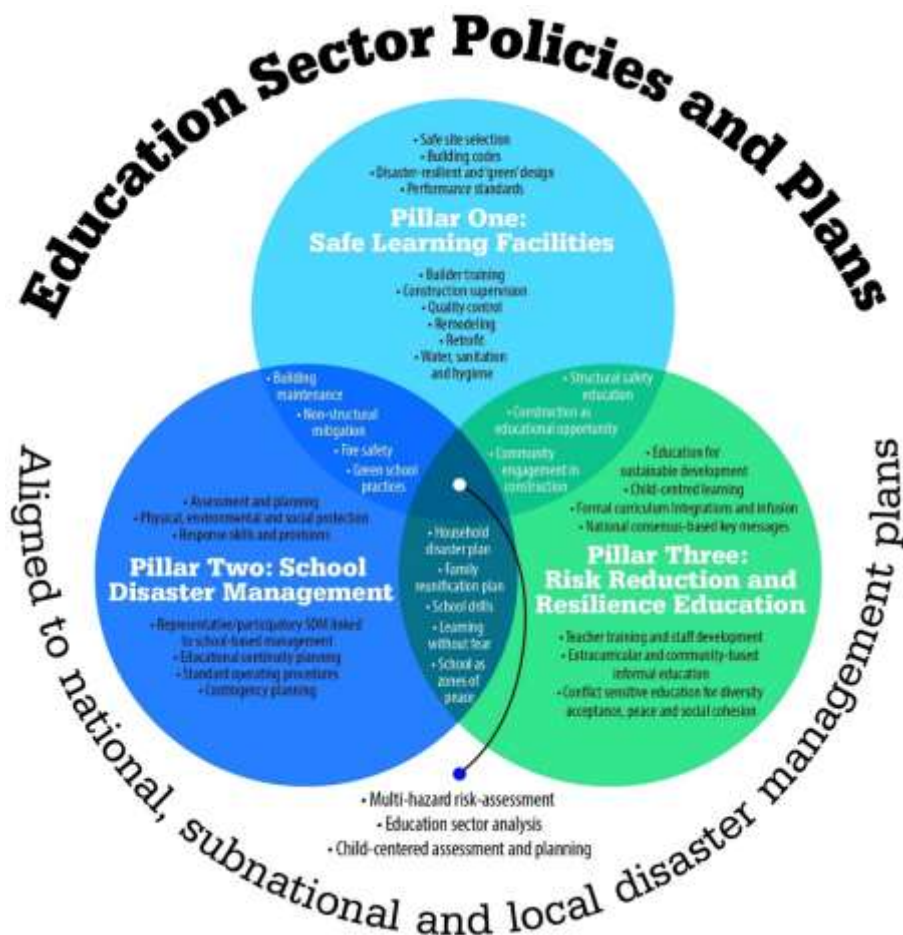 Education Sector Policies and Plans
• Safe site selection
• Building codes
• Disaster-resilient and 'green' design
• Performance standards
Pillar One:
Safe Learning Facilities
• Builder training
• Construction supervision
• Quality control
• Remodeling
• Retrofit
• Water, sanitation
and hygiene
• Building
maintenance
• Non-structural
mitigation
• Fire safety
• Green school
practices
• Structural safety
education
• Construction as
educational opportunity
• Community
engagement in
construction
• Assessment and planning
• Physical, environmental and social protection
• Response skills and provisions
Pillar Two: School
Disaster Management
• Representative/participatory SDM linked
to school-based management
• Educational continuity planning
• Standard operating procedures
• Contingency planning
• Household
disaster plan
• Family
reunification plan
• School drills
• Learning
without fear
• School as
zones of
peace
• Education for
sustainable development
• Child-centred learning
• Formal curriculum Integrations and infusion
• National consensus-based key messages
Pillar Three:
Risk Reduction and
Resilience Education
• Teacher training and staff development
• Extracurricular and community-based
informal education
• Conflict sensitive education for diversity
acceptance, peace and social cohesion
• Multi-hazard risk-assessment
• Education sector analysis
• Child-centered assessment and planning
Aligned to national, subnational and local disaster management plans